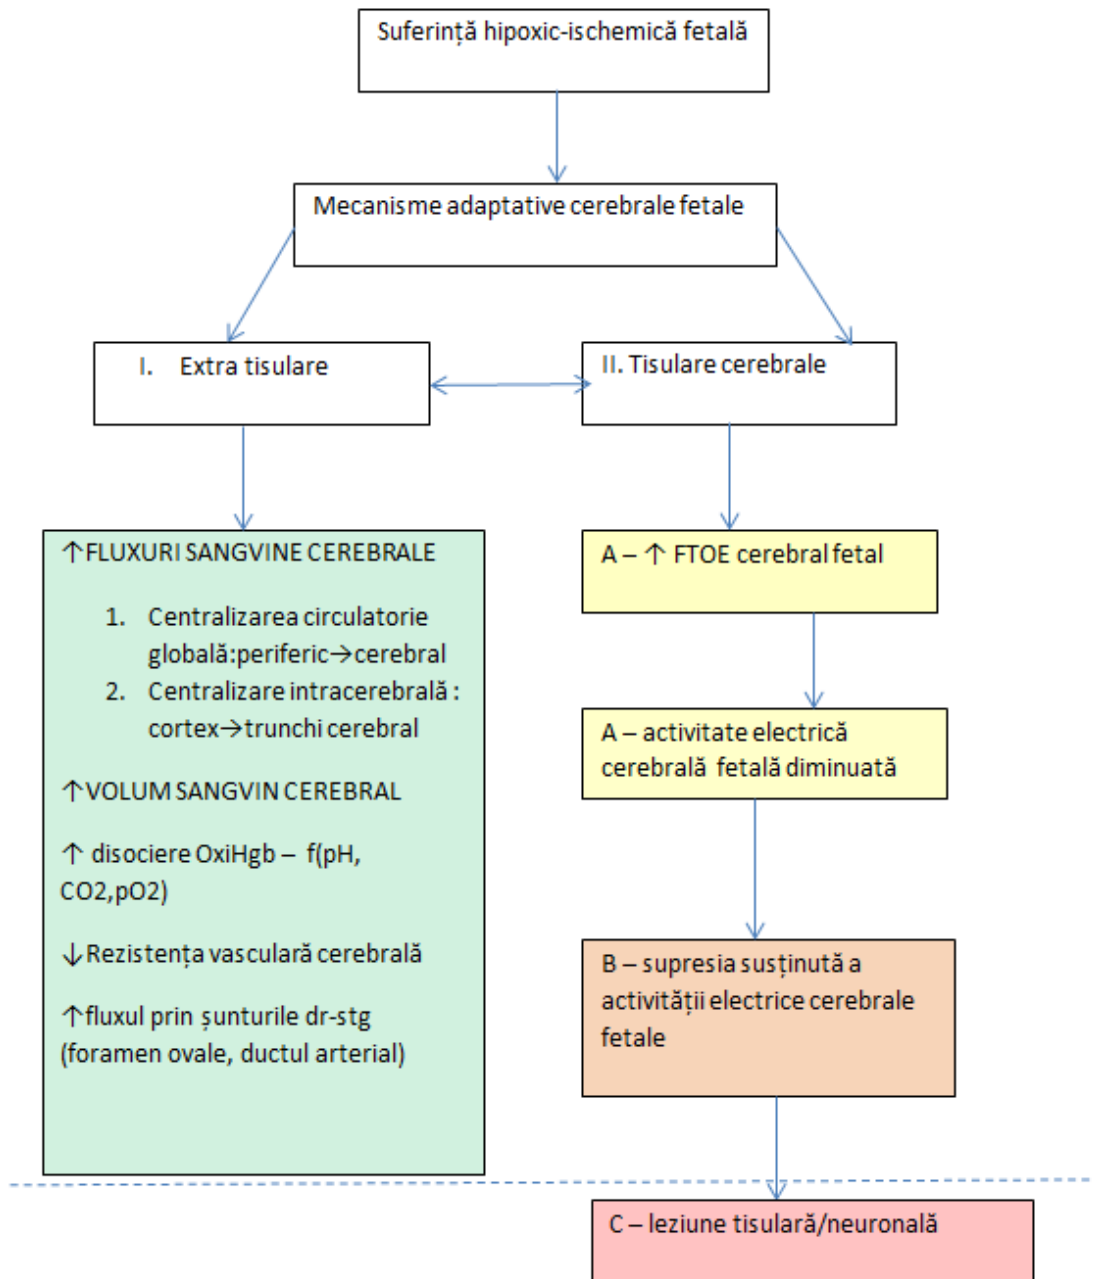 Suferință hipoxic-ischemică fetală
Mecanisme adaptative cerebrale fetale
I. Extra tisulare
II. Tisulare cerebrale
↑FLUXURI SANGVINE CEREBRALE
1. Centralizarea circulatorie
globală:periferic→cerebral
2. Centralizare intracerebrală :
cortex→trunchi cerebral
↑VOLUM SANGVIN CEREBRAL
↑ disociere OxiHgb – f(pH,
CO2,pO2)
↓Rezistența vasculară cerebrală
↑fluxul prin șunturile dr-stg
(foramen ovale, ductul arterial)
A – ↑ FTOE cerebral fetal
A – activitate electrică
cerebrală fetală diminuată
B – supresia susținută a
activității electrice cerebrale
fetale
C – leziune tisulară/neuronală